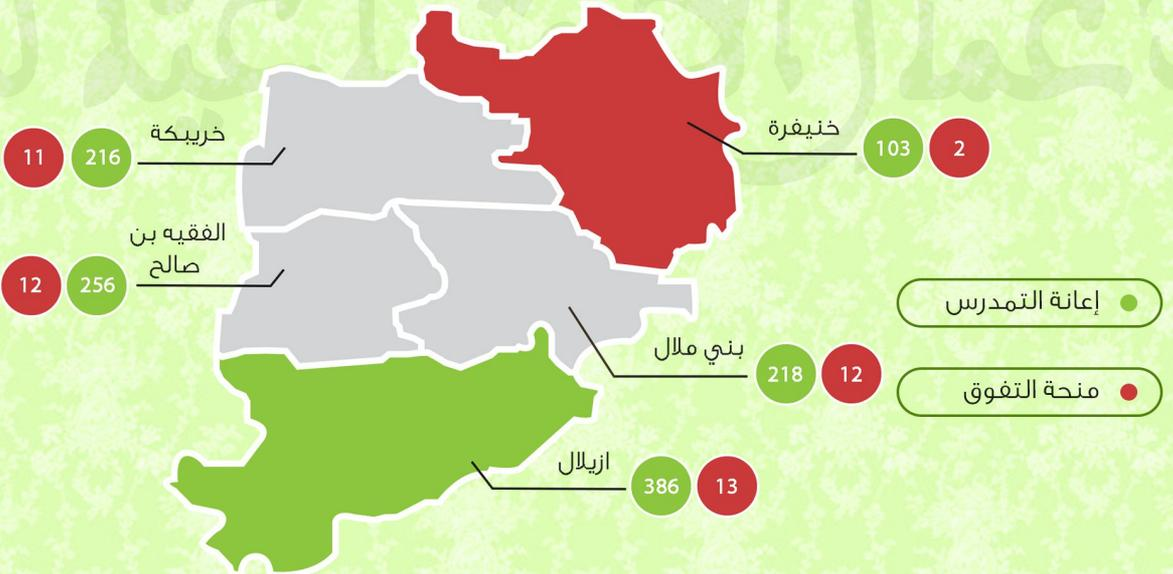 خنيفرة
103
2
خريبكة
216
11
الفقيه بن
صالح
256
12
إعانة التمدرس
بني ملال
218
12
منحة التفوق
ازيلال
386
13